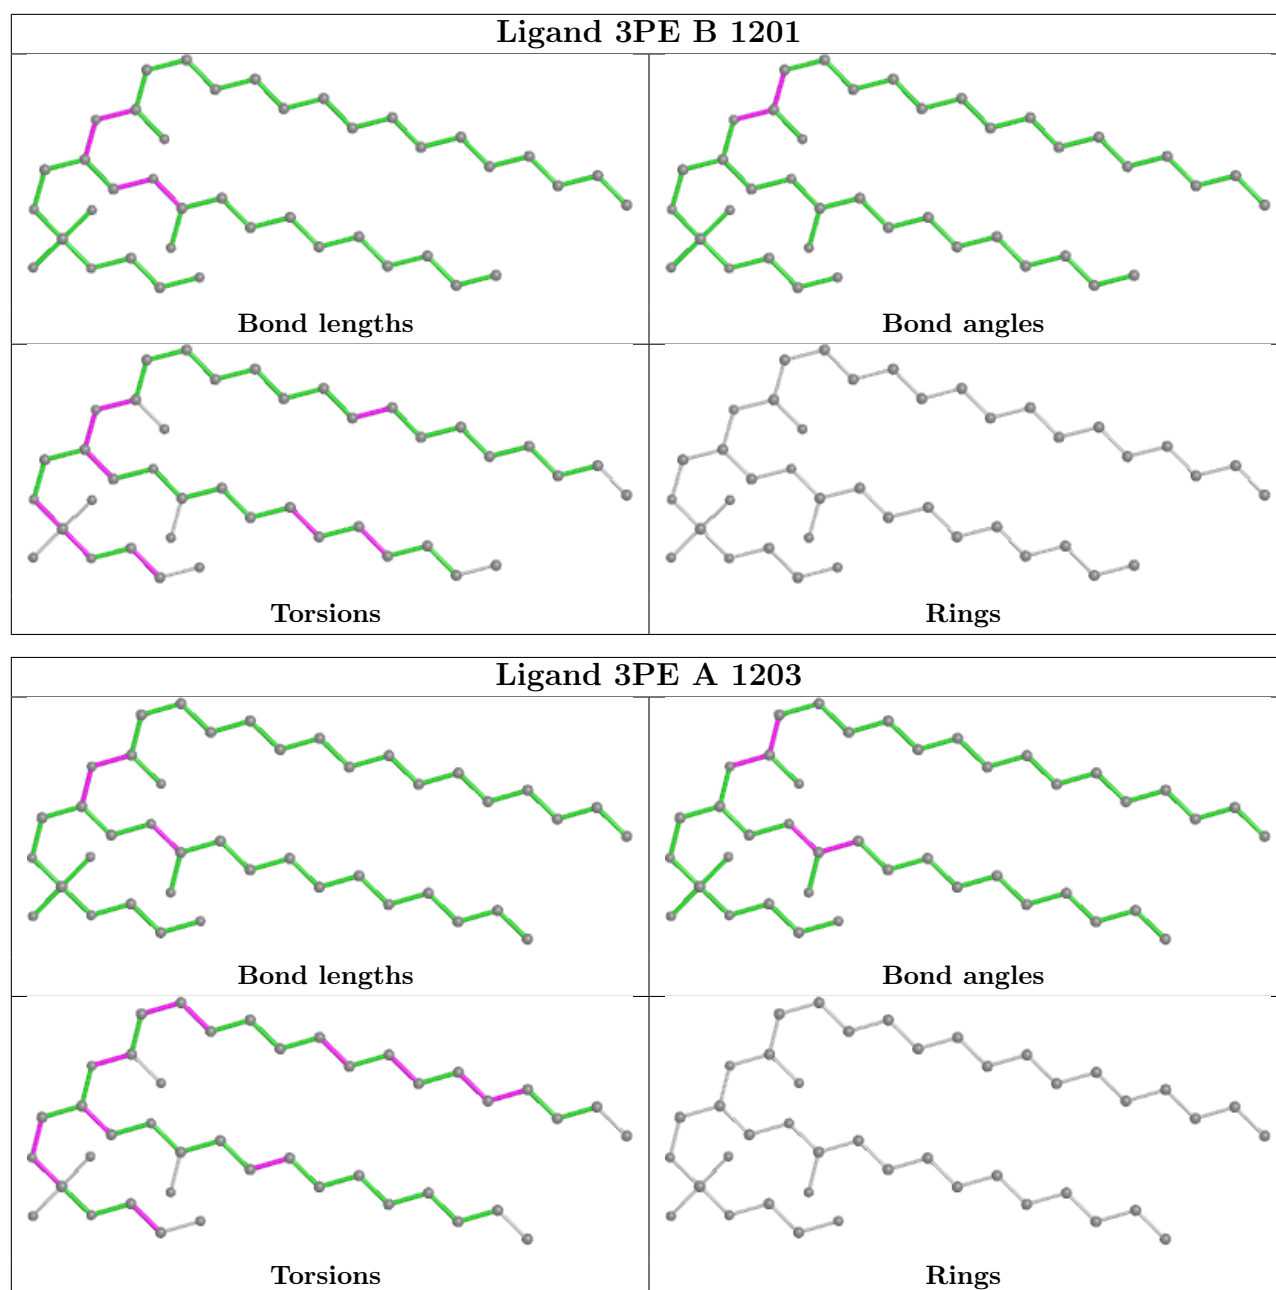 Ligand 3PE B 1201
Bond lengths
Bond angles
Torsions
Rings
Ligand 3PE A 1203
Bond lengths
Bond angles
Torsions
Rings